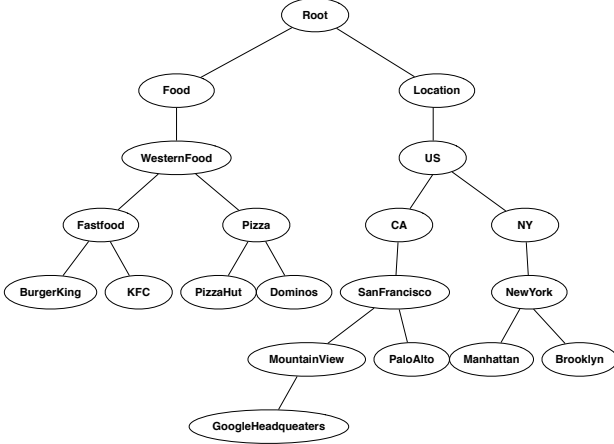 Root
Food
Location
WesternFood
US
Fastfood
Pizza
CA
NY
BurgerKing
KFC
PizzaHut
Dominos
SanFrancisco
NewYork
MountainView
PaloAlto
Manhattan
Brooklyn
GoogleHeadqueaters